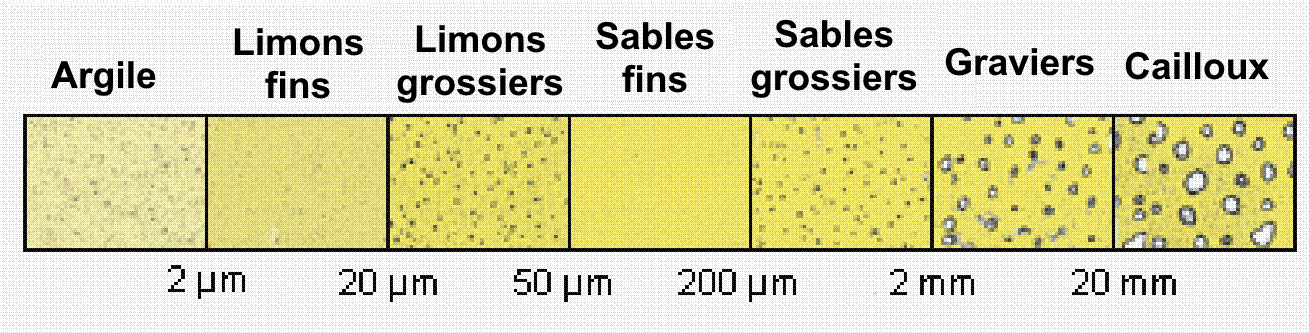 Argile
Limons
fins
Limons
grossiers
Sables
fins
Sables
grossiers
Graviers
Cailloux
2 µm
20 µm
50 µm
200 µm
2 mm
20 mm